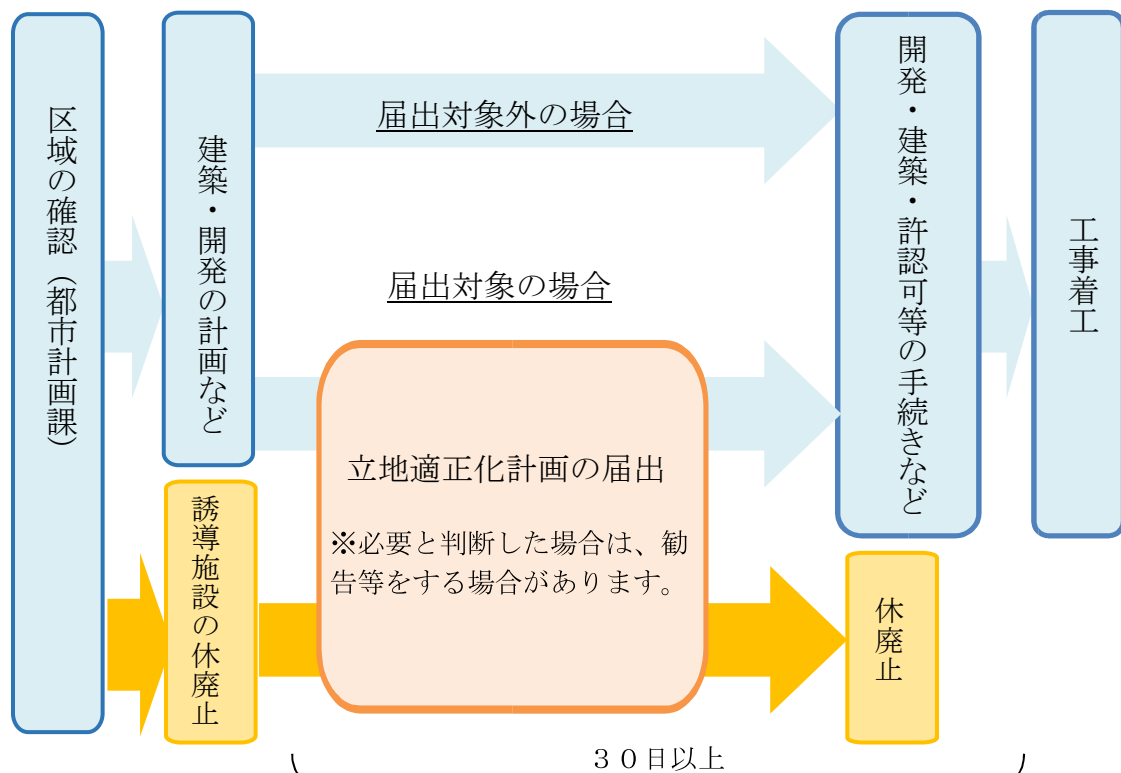 区域の確認（都市計画課）
建築・開発の計画など
誘導施設の休廃止
届出対象外の場合
届出対象の場合
立地適正化計画の届出
※必要と判断した場合は、勧
告等をする場合があります。
開発・建築・許認可等の手続きなど
休廃止
工事着工
３０日以上